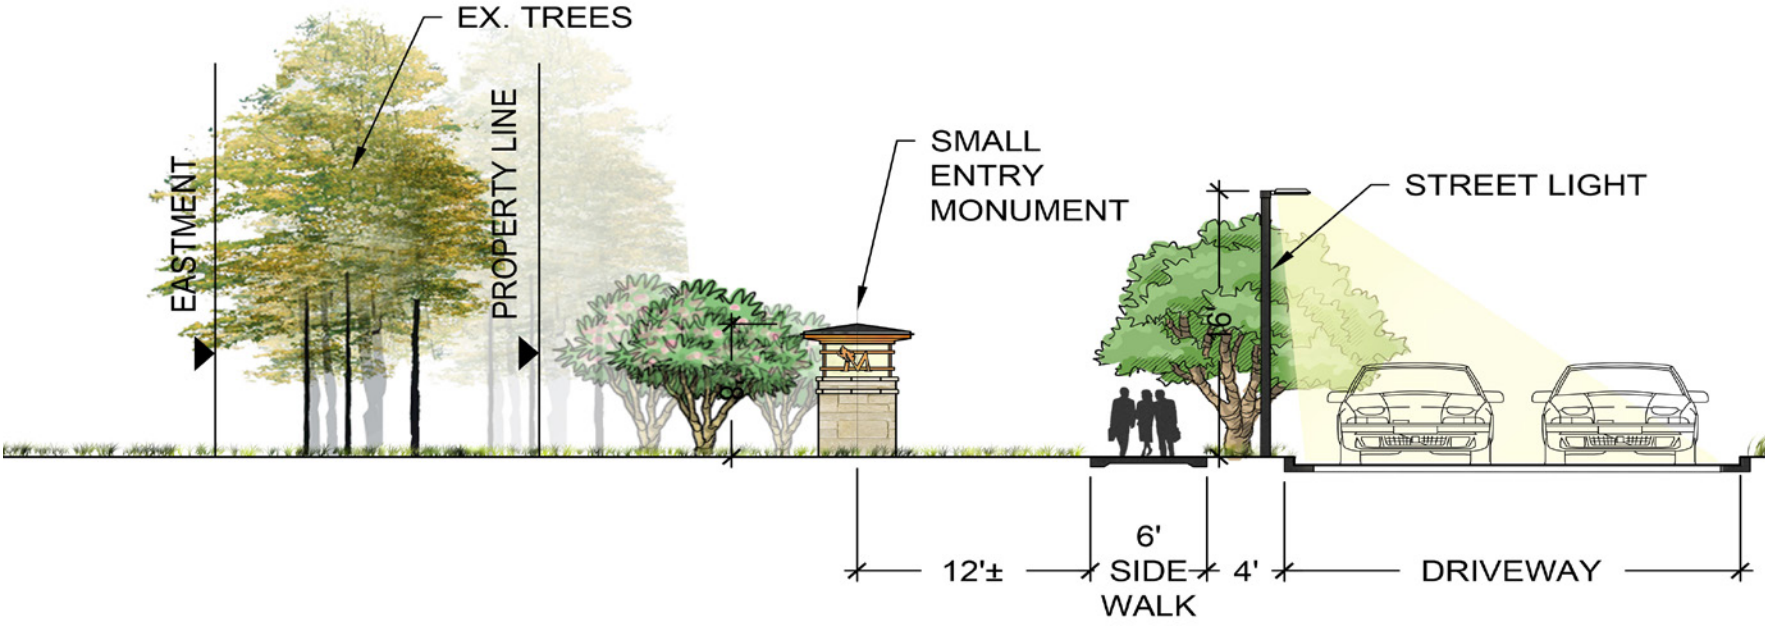 EX. TREES
EASTMENT
PROPERTY LINE
SMALL
ENTRY
MONUMENT
STREET LIGHT
16'
8'
M
12'±
6'
SIDE
WALK
4'
DRIVEWAY